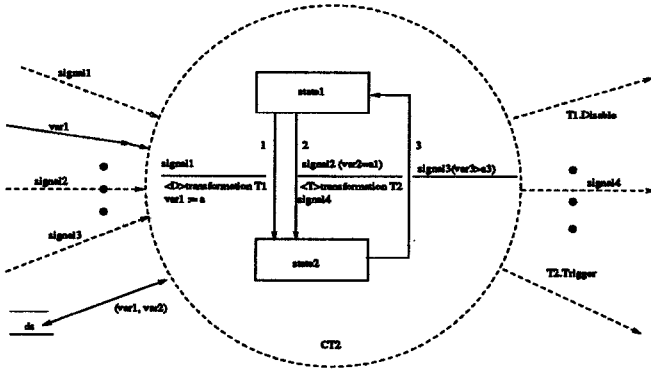 signal1
var1
signal2
signal3
ds
(var1, var2)
state1
1
2
3
signal1
<D>transformation T1
var1 := a
signal2 (var2=a1)
<T>transformation T2
signal4
signal3(var3>a3)
state2
CT2
T1.Disable
signal4
T2.Trigger